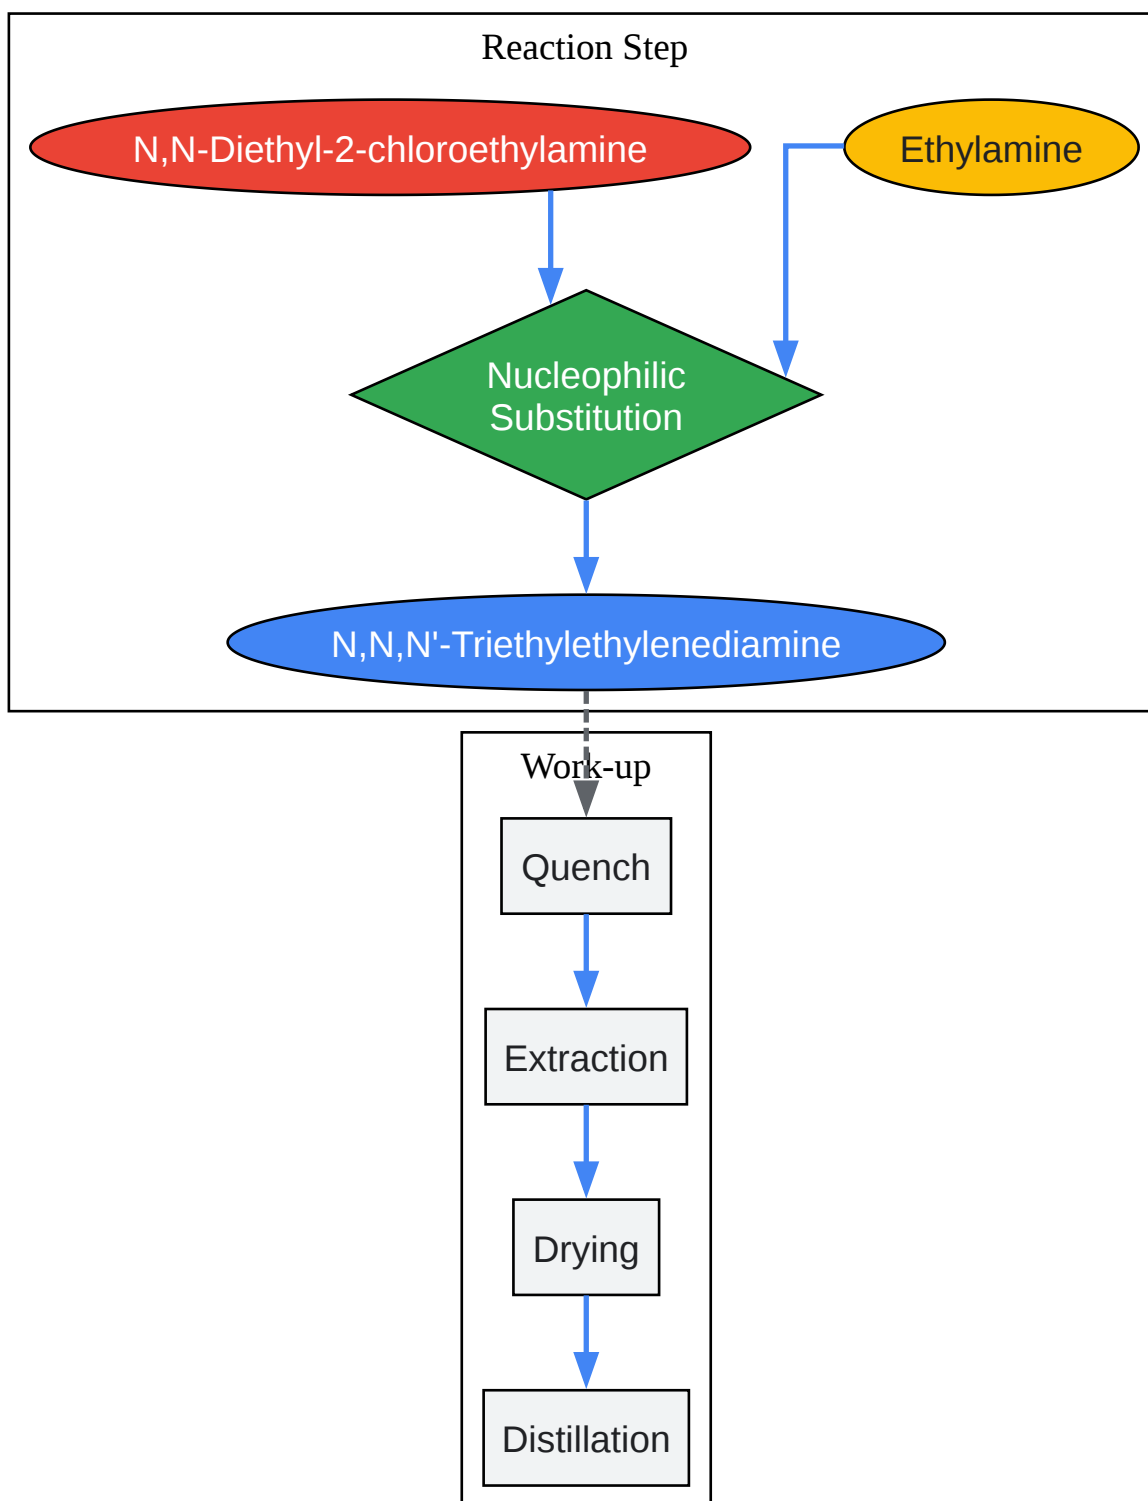 Reaction Step
N,N-Diethyl-2-chloroethylamine
Ethylamine
Nucleophilic
Substitution
N,N,N'-Triethylethylenediamine
Work-up
Quench
Extraction
Drying
Distillation